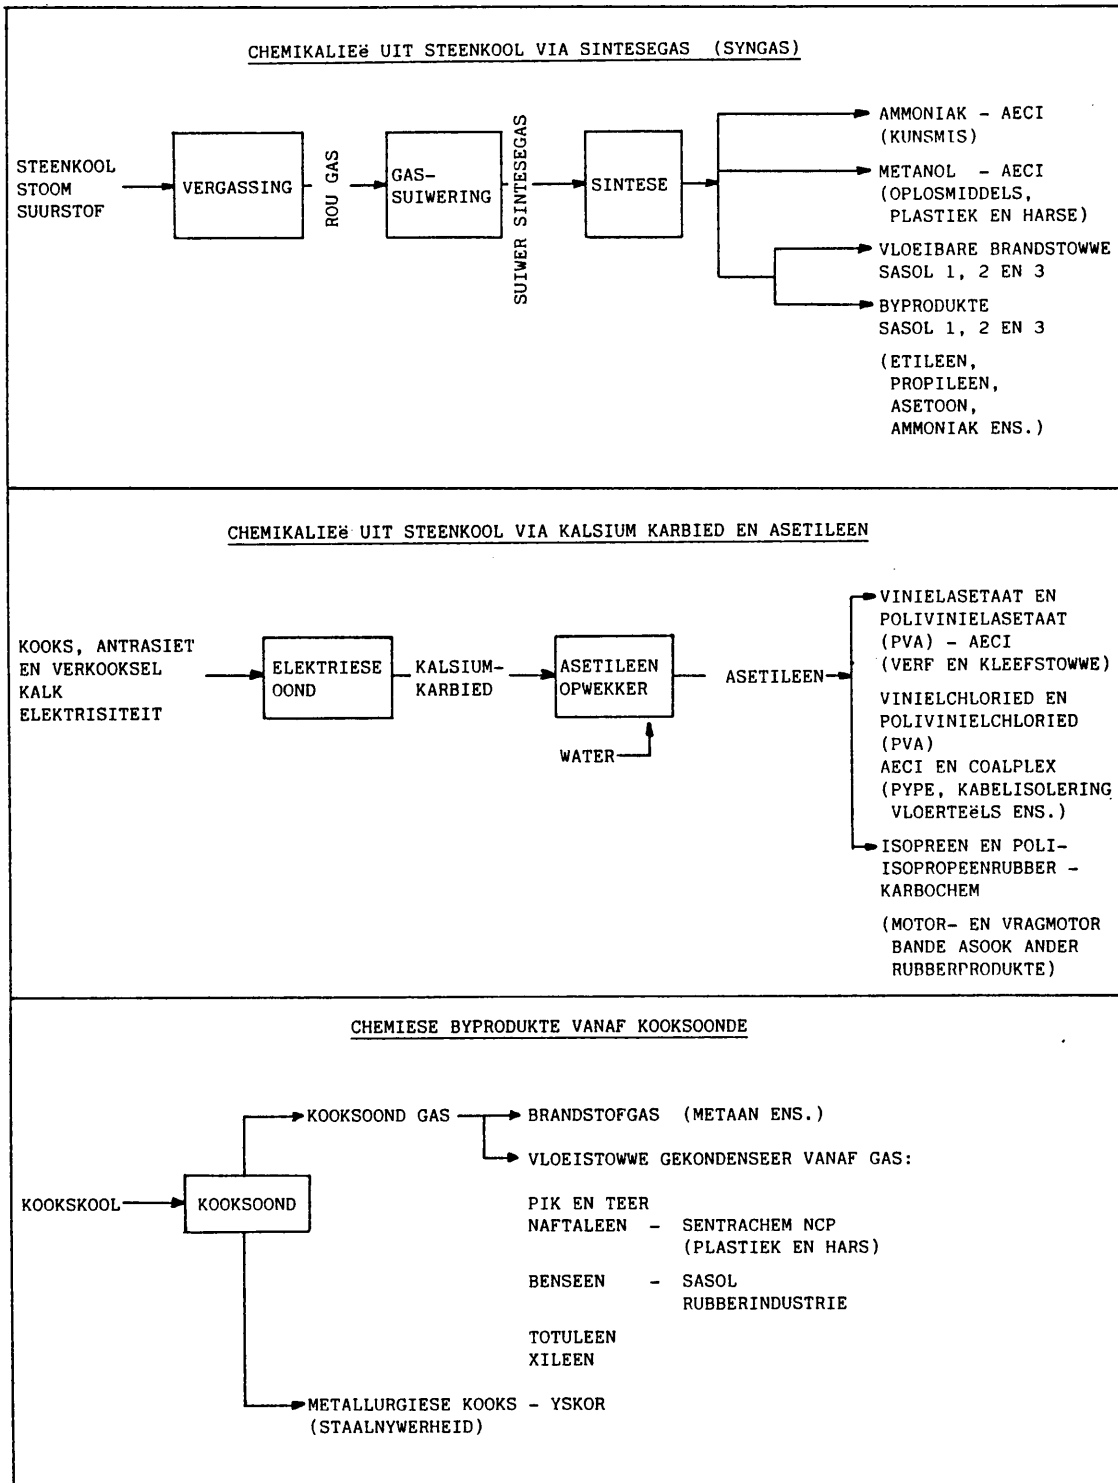 CHEMIKALIEë UIT STEENKOOL VIA SINTESEGAS (SYNGAS)
STEENKOOL
STOOM
SUURSTOF
VERGASSING
ROU GAS
GAS-
SUIWERING
SUIWER SINTESEGAS
SINTESE
AMMONIAK - AECI
(KUNSMIS)
METANOL - AECI
(OPLOSMIDDELS,
PLASTIEK EN HARSE)
VLOEIBARE BRANDSTOWWE
SASOL 1, 2 EN 3
BYPRODUKTE
SASOL 1, 2 EN 3
(ETILEEN,
PROPILEEN,
ASETOON,
AMMONIAK ENS.)
CHEMIKALIEë UIT STEENKOOL VIA KALSIUM KARBIED EN ASETILEEN
KOOKS, ANTRASIET
EN VERKOOKSEL
KALK
ELEKTRISITEIT
ELEKTRIESE
OOND
KALSIUM-
KARBIED
ASETILEEN
OPWEKKER
WATER
ASETILEEN
VINIELASETAAT EN
POLIVINIELASETAAT
(PVA) - AECI
(VERF EN KLEEFSTOWWE)
VINIELCHLORIED EN
POLIVINIELCHLORIED
(PVA)
AECI EN COALPLEX
(PYPE, KABELISOLERING
VLOERTEëLS ENS.)
ISOPREEN EN POLI-
ISOPROPEENRUBBER -
KARBOCHEM
(MOTOR- EN VRAGMOTOR
BANDE ASOOK ANDER
RUBBERPRODUKTE)
CHEMIESE BYPRODUKTE VANAF KOOKSOONDE
KOOKSKOOL
KOOKSOOND
KOOKSOOND GAS
BRANDSTOFGAS (METAAN ENS.)
VLOEISTOWWE GEKONDENSEER VANAF GAS:
PIK EN TEER
NAFTALEEN - SENTRACHEM NCP
(PLASTIEK EN HARS)
BENSEEN - SASOL
RUBBERINDUSTRIE
TOTULEEN
XILEEN
METALLURGIESE KOOKS - YSKOR
(STAALNYWERHEID)